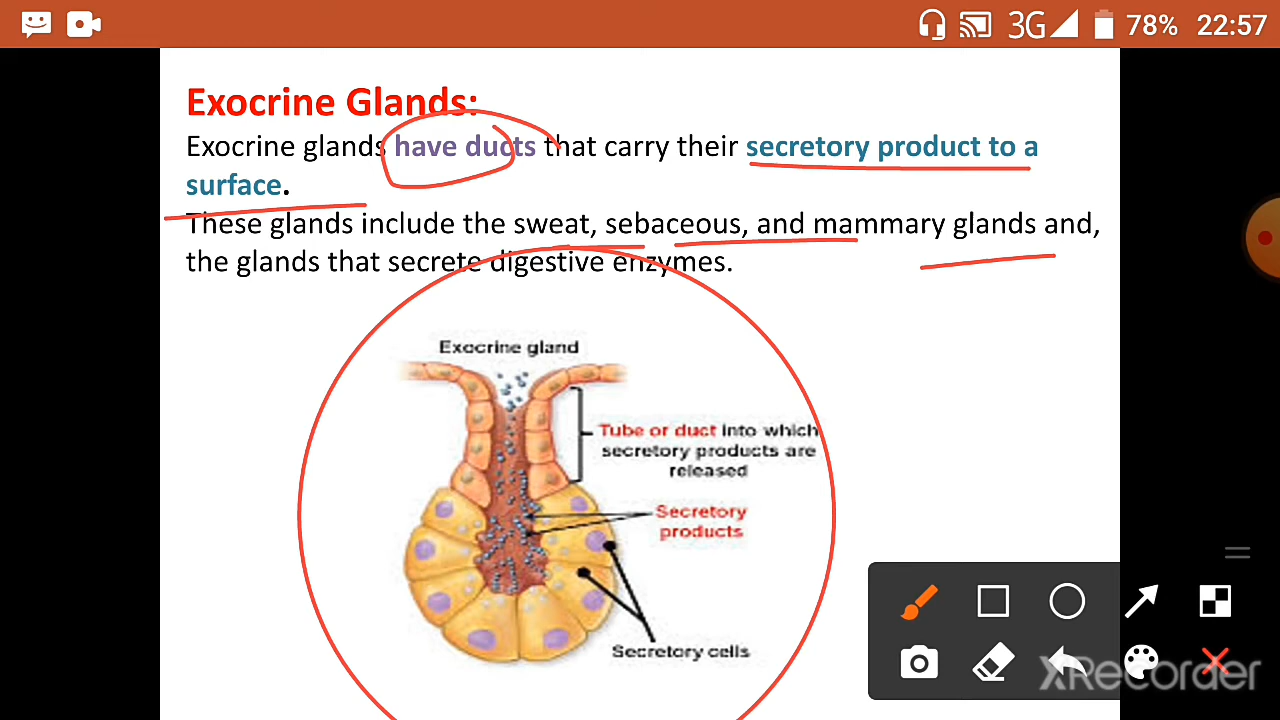 3G 78% 22:57
Exocrine Glands:
Exocrine glands have ducts that carry their secretory product to a
surface.
These glands include the sweat, sebaceous, and mammary glands and,
the glands that secrete digestive enzymes.
Exocrine gland
Tube or duct into which
secretory products are
released
Secretory
products
Secretory cells
XRecorder